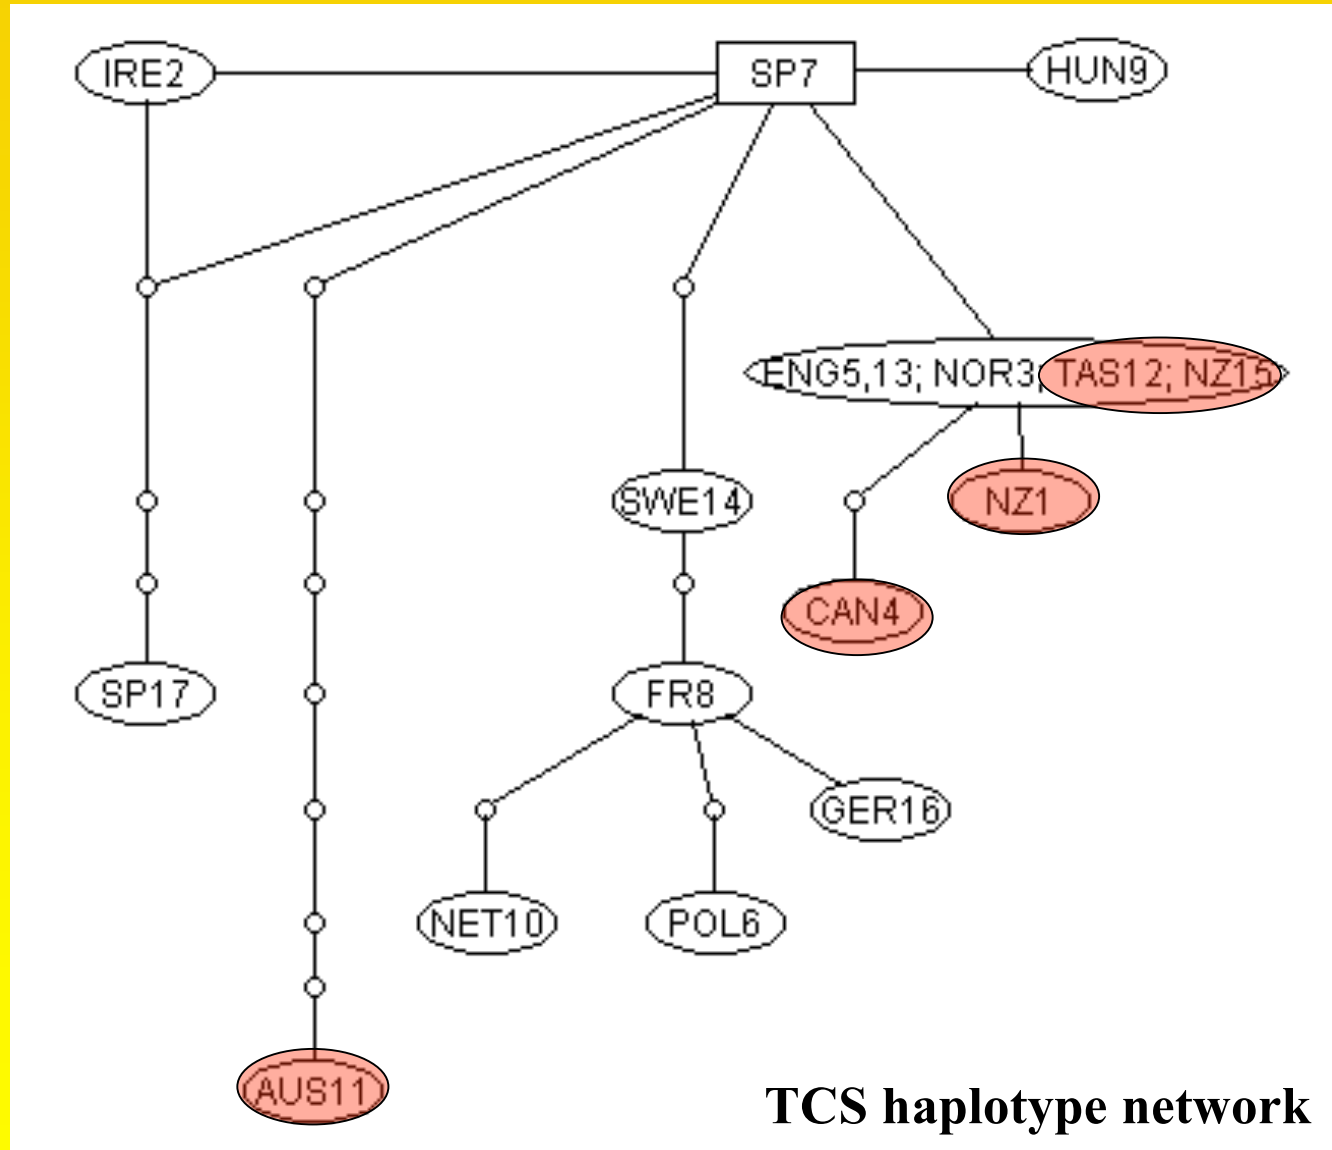 IRE2
SP7
HUN9
ENG5,13; NOR3; TAS12; NZ15
SWE14
NZ1
CAN4
SP17
FR8
GER16
NET10
POL6
AUS11
TCS haplotype network